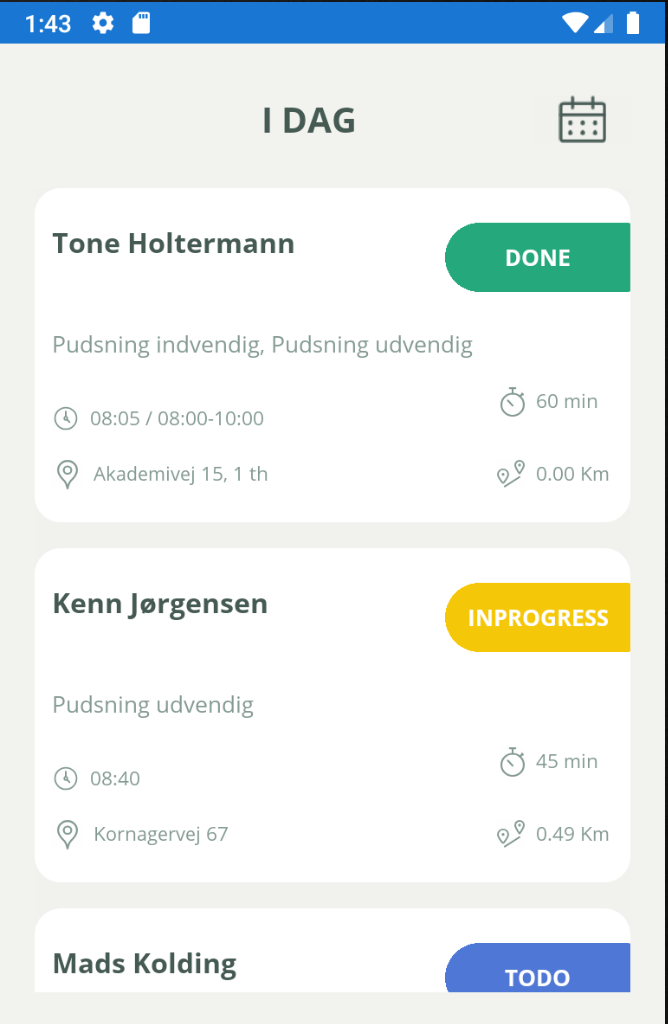 1:43
I DAG
Tone Holtermann
DONE
Pudsning indvendig, Pudsning udvendig
60 min
08:05 / 08:00-10:00
Akademivej 15, 1 th
0.00 Km
Kenn Jørgensen
INPROGRESS
Pudsning udvendig
45 min
08:40
Kornagervej 67
0.49 Km
Mads Kolding
TODO